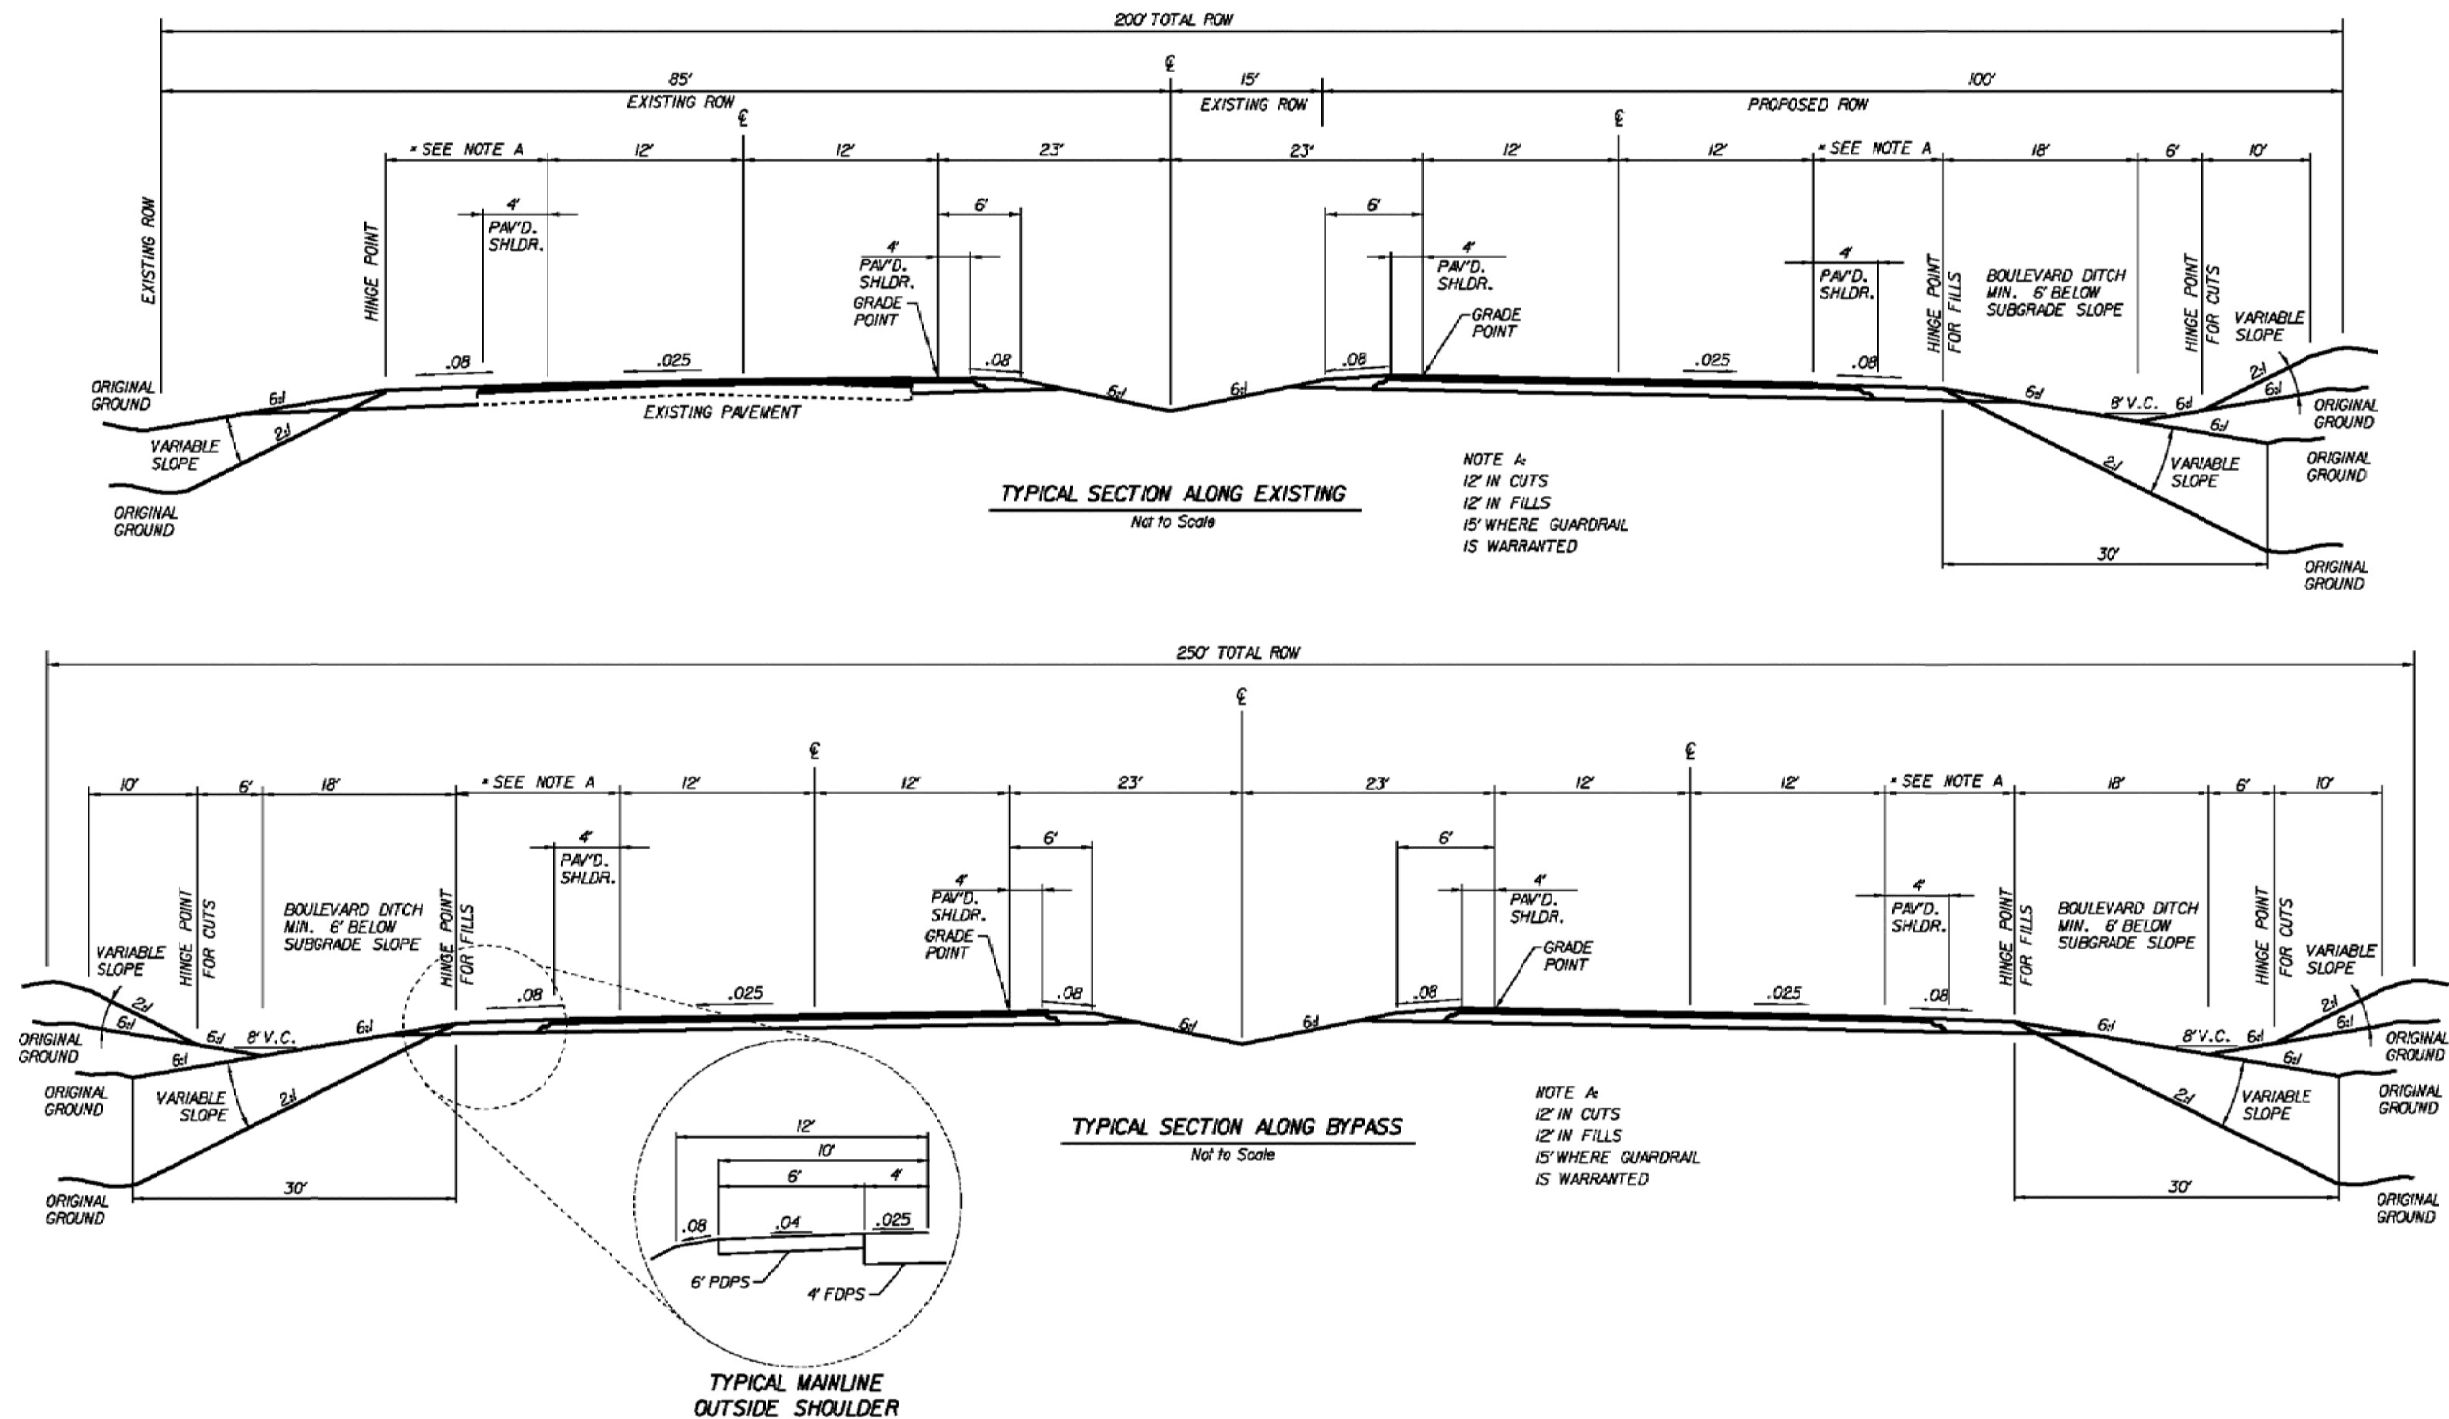 200' TOTAL ROW
℄
85'
15'
100'
EXISTING ROW
EXISTING ROW
PROPOSED ROW
℄
℄
* SEE NOTE A
12'
12'
23'
23'
12'
12'
* SEE NOTE A
18'
6'
10'
EXISTING ROW
HINGE POINT
4'
PAV'D.
SHLDR.
6'
4'
PAV'D.
SHLDR.
GRADE
POINT
6'
4'
PAV'D.
SHLDR.
GRADE
POINT
4'
PAV'D.
SHLDR.
HINGE POINT
FOR FILLS
BOULEVARD DITCH
MIN. 6' BELOW
SUBGRADE SLOPE
HINGE POINT
FOR CUTS
VARIABLE
SLOPE
.08
.025
.08
.08
.025
.08
ORIGINAL
GROUND
6:1
2:1
VARIABLE
SLOPE
ORIGINAL
GROUND
EXISTING PAVEMENT
6:1
6:1
6:1
8' V.C.
6:1
2:1
6:1
6:1
ORIGINAL
GROUND
2:1
VARIABLE
SLOPE
ORIGINAL
GROUND
30'
ORIGINAL
GROUND
TYPICAL SECTION ALONG EXISTING
Not to Scale
NOTE A:
12' IN CUTS
12' IN FILLS
15' WHERE GUARDRAIL
IS WARRANTED
250' TOTAL ROW
℄
℄
℄
10'
6'
18'
* SEE NOTE A
12'
12'
23'
23'
12'
12'
* SEE NOTE A
18'
6'
10'
VARIABLE
SLOPE
HINGE POINT
FOR CUTS
BOULEVARD DITCH
MIN. 6' BELOW
SUBGRADE SLOPE
HINGE POINT
FOR FILLS
4'
PAV'D.
SHLDR.
6'
4'
PAV'D.
SHLDR.
GRADE
POINT
6'
4'
PAV'D.
SHLDR.
GRADE
POINT
4'
PAV'D.
SHLDR.
HINGE POINT
FOR FILLS
BOULEVARD DITCH
MIN. 6' BELOW
SUBGRADE SLOPE
HINGE POINT
FOR CUTS
VARIABLE
SLOPE
.08
.025
.08
.08
.025
.08
ORIGINAL
GROUND
2:1
6:1
6:1
8' V.C.
6:1
6:1
ORIGINAL
GROUND
VARIABLE
SLOPE
2:1
30'
ORIGINAL
GROUND
6:1
6:1
6:1
8' V.C.
6:1
2:1
6:1
6:1
ORIGINAL
GROUND
2:1
VARIABLE
SLOPE
ORIGINAL
GROUND
30'
ORIGINAL
GROUND
TYPICAL SECTION ALONG BYPASS
Not to Scale
NOTE A:
12' IN CUTS
12' IN FILLS
15' WHERE GUARDRAIL
IS WARRANTED
12'
10'
6'
4'
.08
.04
.025
6' PDPS
4' FDPS
TYPICAL MAINLINE
OUTSIDE SHOULDER